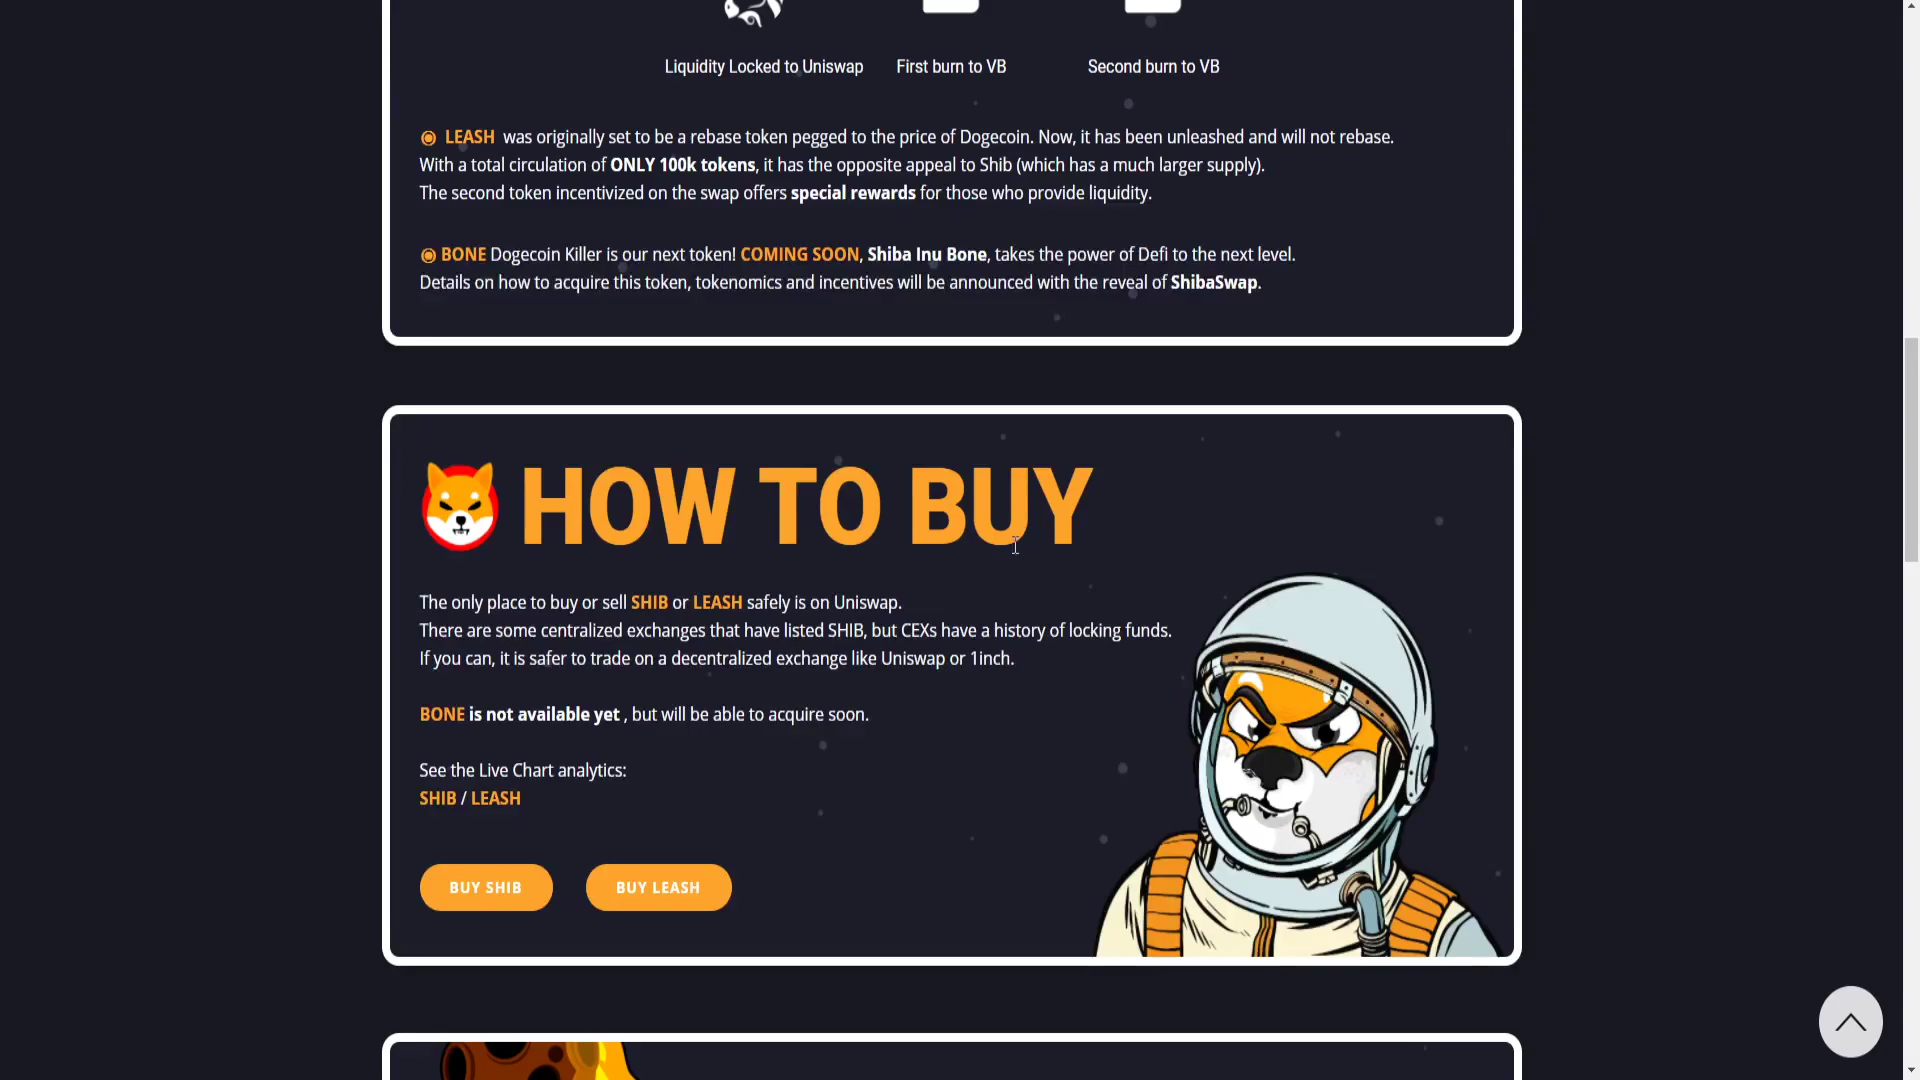 Liquidity Locked to Uniswap First burn to VB Second burn to VB
LEASH was originally set to be a rebase token pegged to the price of Dogecoin. Now, it has been unleashed and will not rebase.
With a total circulation of ONLY 100k tokens, it has the opposite appeal to Shib (which has a much larger supply).
The second token incentivized on the swap offers special rewards for those who provide liquidity.
BONE Dogecoin Killer is our next token! COMING SOON, Shiba Inu Bone, takes the power of Defi to the next level.
Details on how to acquire this token, tokenomics and incentives will be announced with the reveal of ShibaSwap.
HOW TO BUY
The only place to buy or sell SHIB or LEASH safely is on Uniswap.
There are some centralized exchanges that have listed SHIB, but CEXs have a history of locking funds.
If you can, it is safer to trade on a decentralized exchange like Uniswap or 1inch.
BONE is not available yet , but will be able to acquire soon.
See the Live Chart analytics:
SHIB / LEASH
BUY SHIB BUY LEASH